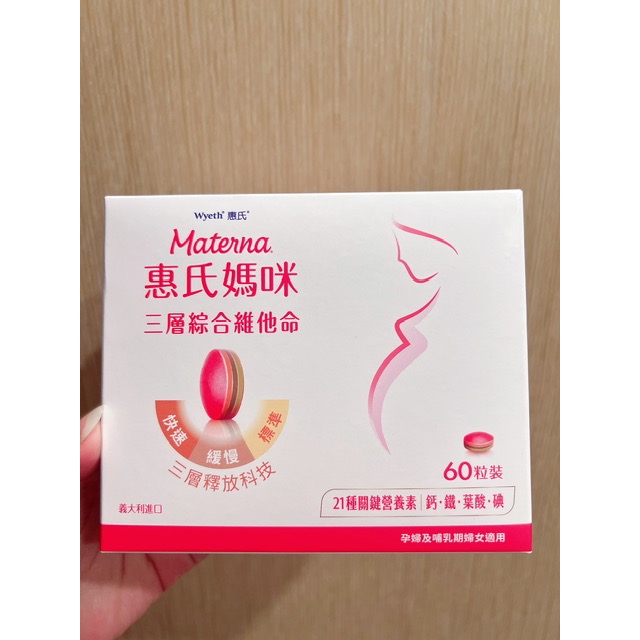 Wyeth® 惠氏®
Materna®
惠氏媽咪
三層綜合維他命
快速 緩慢 標準
三層釋放科技
60粒裝
21種關鍵營養素 | 鈣・鐵・葉酸・碘
義大利進口
孕婦及哺乳期婦女適用